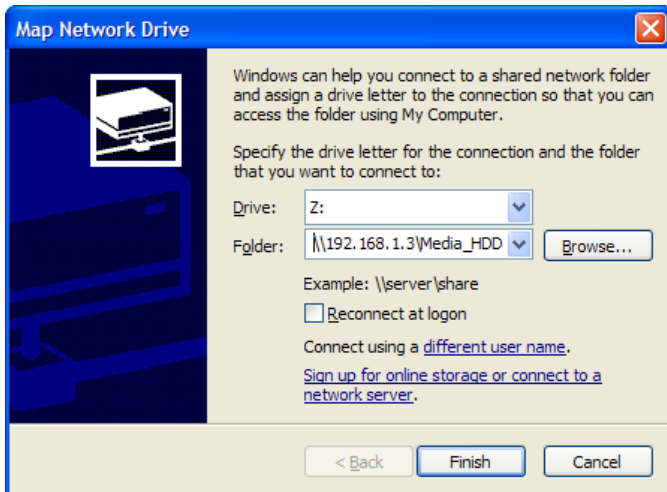 Map Network Drive
Windows can help you connect to a shared network folder
and assign a drive letter to the connection so that you can
access the folder using My Computer.
Specify the drive letter for the connection and the folder
that you want to connect to:
Drive: Z:
Folder: \\192.168.1.3\Media_HDD Browse...
Example: \\server\share
Reconnect at logon
Connect using a different user name.
Sign up for online storage or connect to a
network server.
< Back Finish Cancel